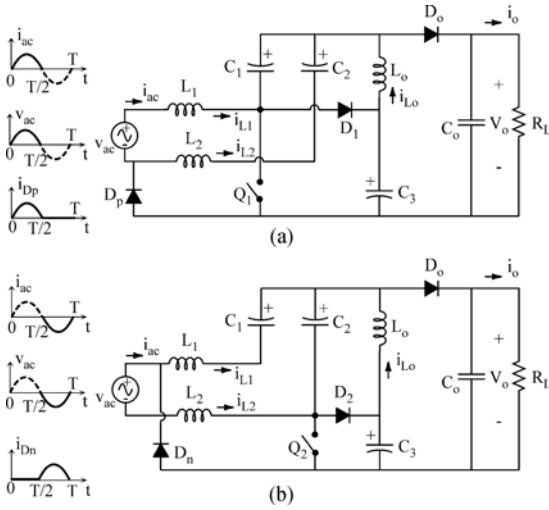 i_ac T
0 T/2 t
v_ac T
0 T/2 t
i_Dp T
0 T/2 t
D_o i_o
C_1 + C_2 + L_o
i_ac L_1 i_L1 D_1 i_Lo
v_ac + L_2 i_L2
C_o + V_o - R_L
D_p Q_1 + C_3
(a)
i_ac T
0 T/2 t
v_ac T
0 T/2 t
i_Dn
0 T/2 T t
D_o i_o
C_1 + C_2 + L_o
i_ac L_1 i_L1 i_Lo
v_ac + L_2 i_L2 D_2
C_o + V_o - R_L
D_n Q_2 + C_3
(b)